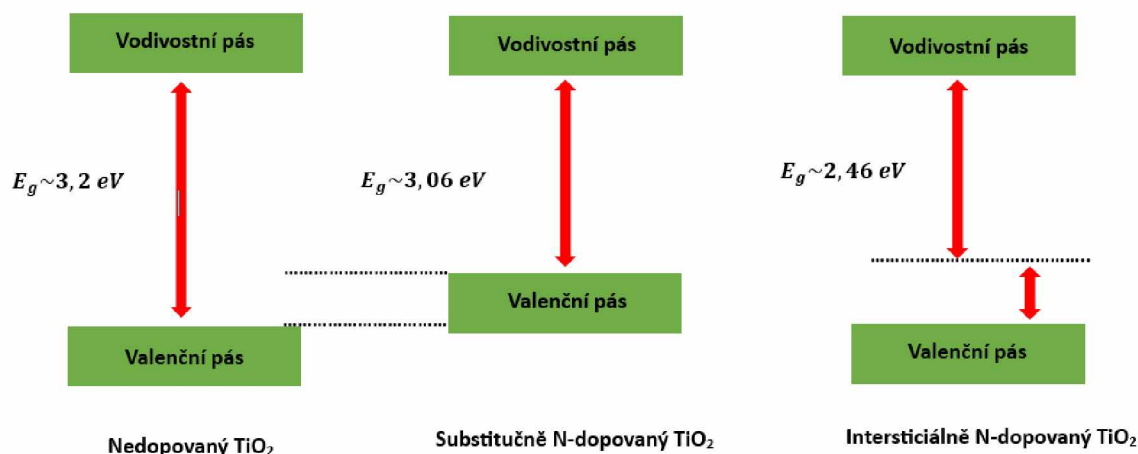 Vodivostní pás
Vodivostní pás
Vodivostní pás
E_g~3,2 eV
E_g~3,06 eV
E_g~2,46 eV
Valenční pás
Valenční pás
Valenční pás
Nedopovaný TiO₂
Substitučně N-dopovaný TiO₂
Intersticiálně N-dopovaný TiO₂